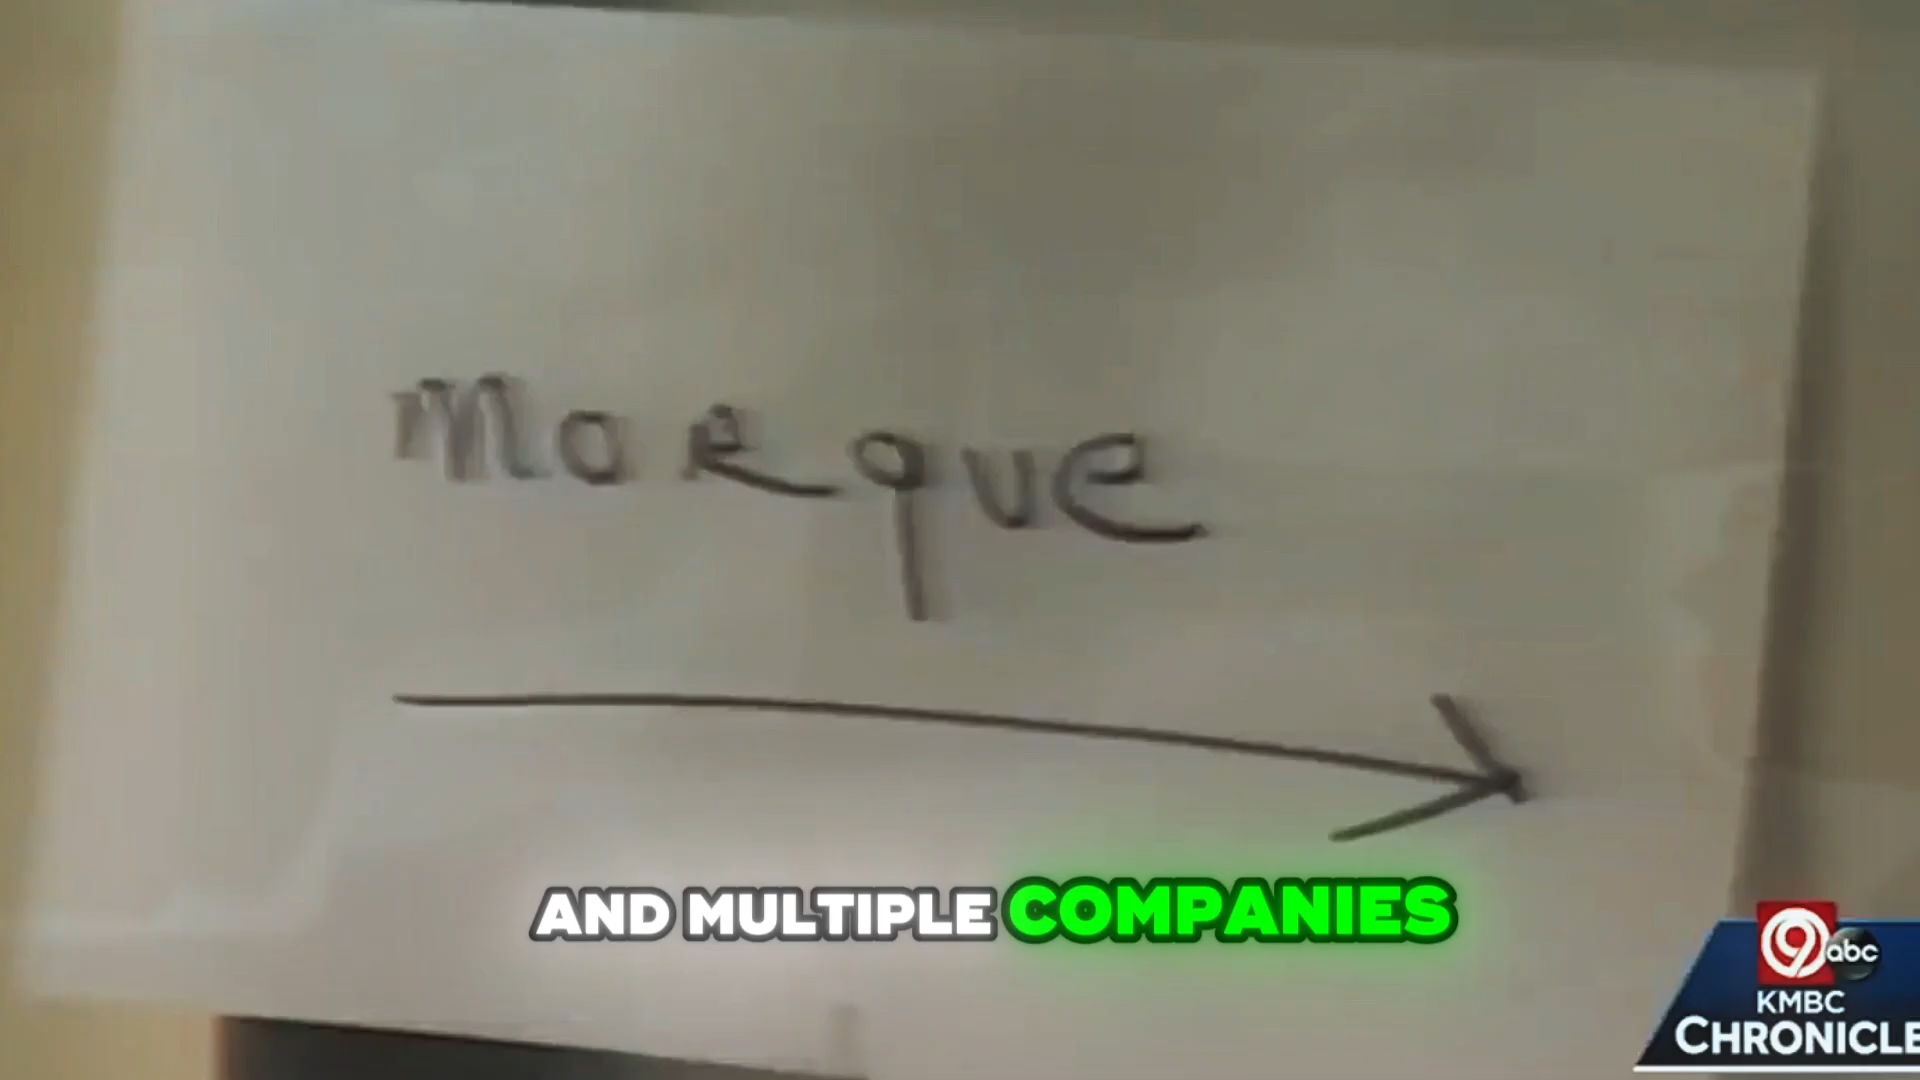 MoRque
AND MULTIPLE COMPANIES
9 abc
KMBC
CHRONICLE